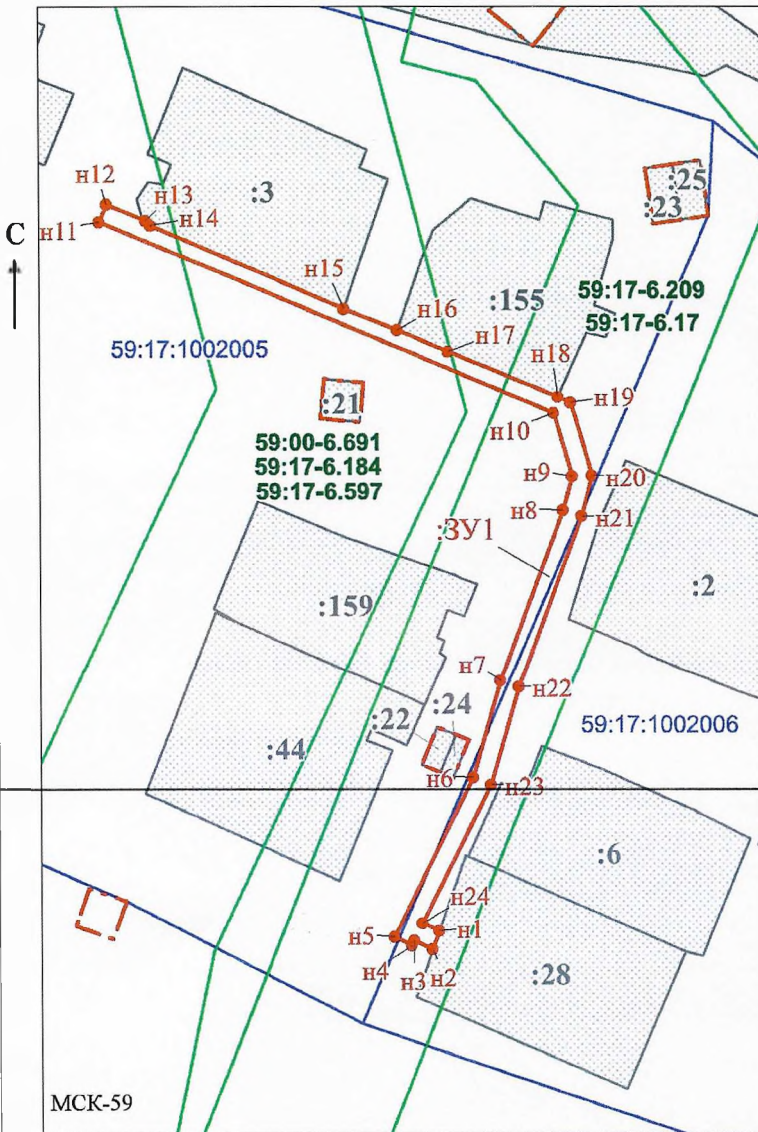 :25
:3
н12
:23
н13
н14
н11
С
н15
:155
59:17-6.209
н16
59:17-6.17
н17
59:17:1002005
н18
:21
н19
н10
59:00-6.691
59:17-6.184
59:17-6.597
н9
н20
н8
н21
:ЗУ1
:2
:159
н7
н22
:24
:22
59:17:1002006
:44
н6
н23
:6
н24
н5
н1
н4
н3
н2
:28
МСК-59